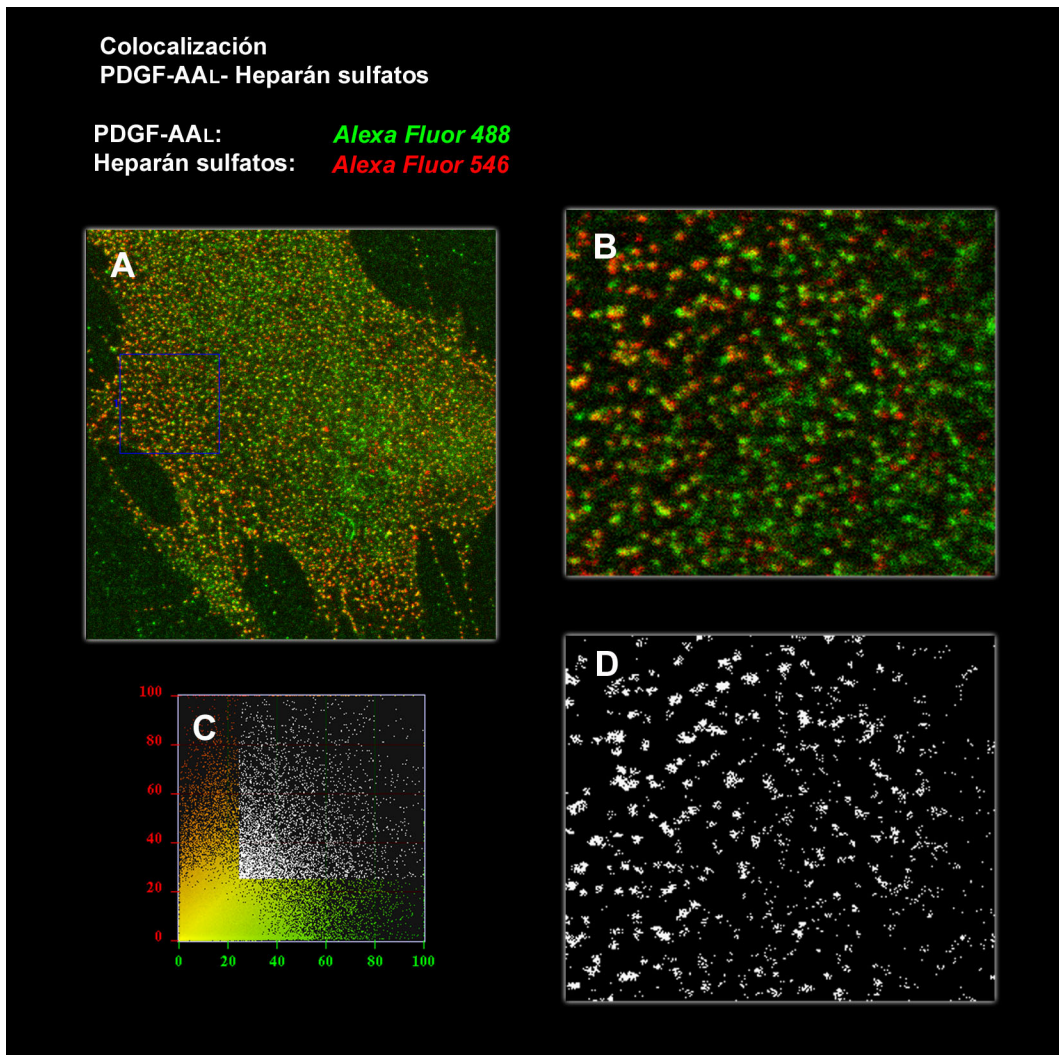 Colocalización
PDGF-AAL- Heparán sulfatos
PDGF-AAL: Alexa Fluor 488
Heparán sulfatos: Alexa Fluor 546
A
B
C
D
100
80
60
40
20
0
0 20 40 60 80 100